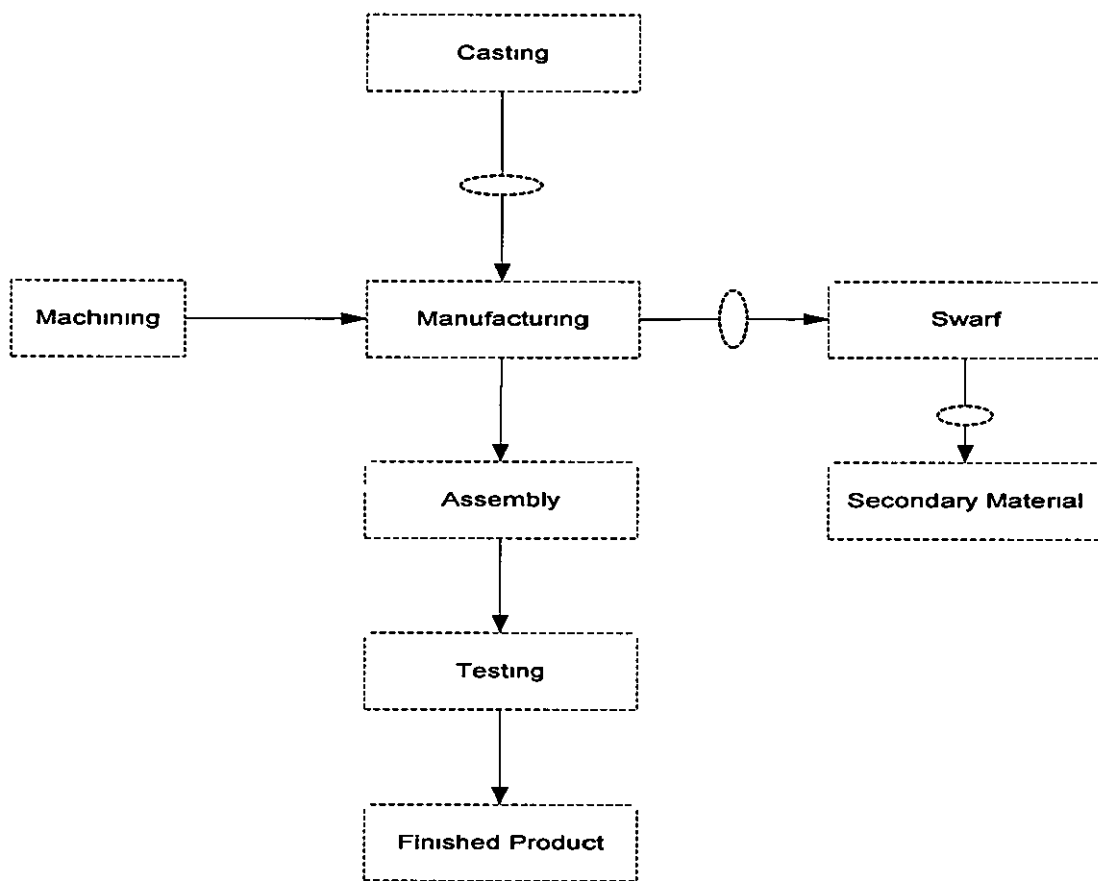 Casting
Machining
Manufacturing
Swarf
Assembly
Secondary Material
Testing
Finished Product